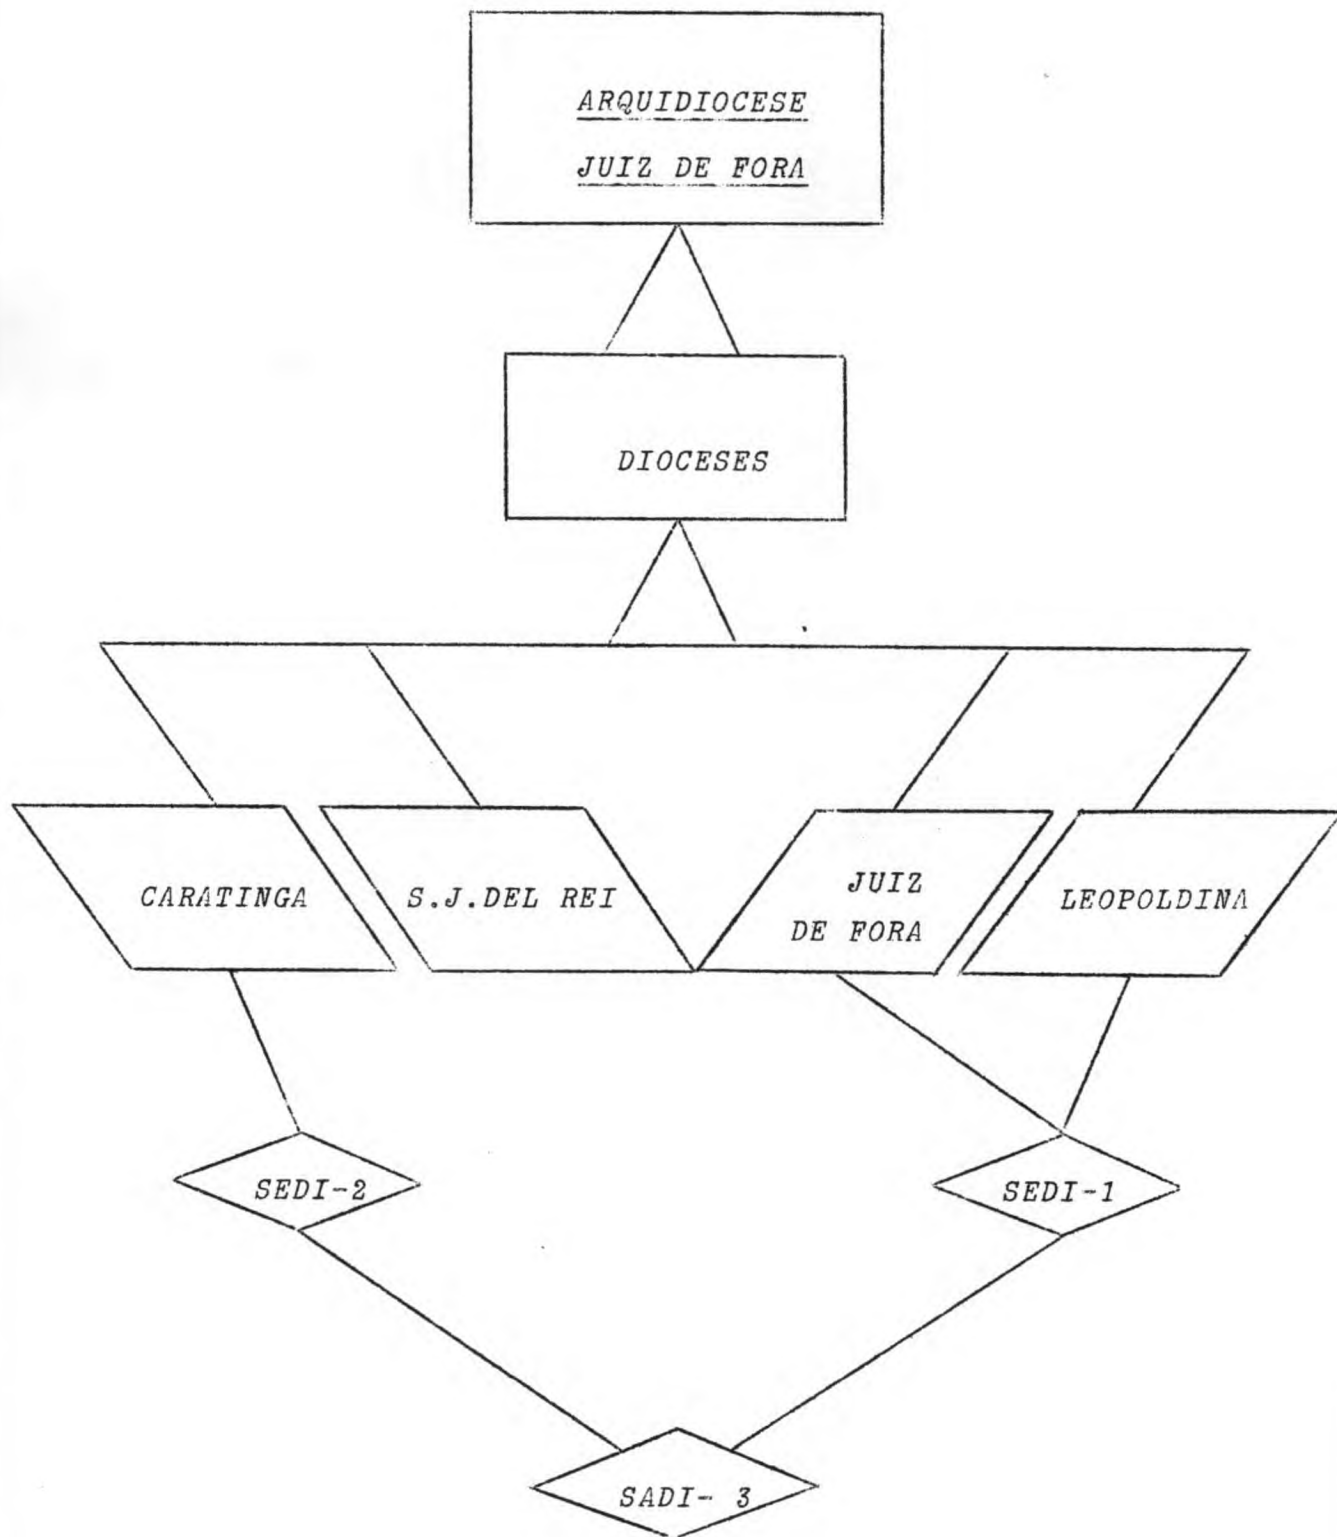 ARQUIDIOCESE
JUIZ DE FORA
DIOCESES
CARATINGA
S.J.DEL REI
JUIZ
DE FORA
LEOPOLDINA
SEDI-2
SEDI-1
SADI- 3